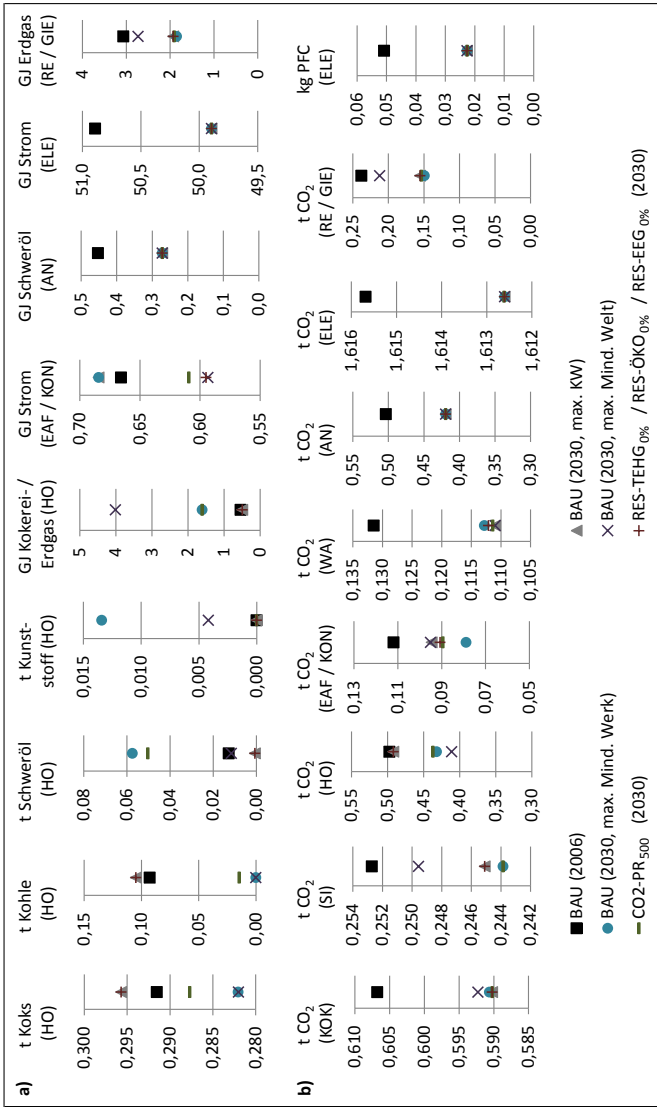 a)
t Koks
(HO)
0,300
0,295
0,290
0,285
0,280
t Kohle
(HO)
0,15
0,10
0,05
0,00
t Schweröl
(HO)
0,08
0,06
0,04
0,02
0,00
t Kunst-
stoff (HO)
0,015
0,010
0,005
0,000
GJ Kokerei-/
Erdgas (HO)
5
4
3
2
1
0
GJ Strom
(EAF / KON)
0,70
0,65
0,60
0,55
GJ Schweröl
(AN)
0,5
0,4
0,3
0,2
0,1
0,0
GJ Strom
(ELE)
51,0
50,5
50,0
49,5
GJ Erdgas
(RE / GIE)
4
3
2
1
0
b)
t CO2
(KOK)
0,610
0,605
0,600
0,595
0,590
0,585
t CO2
(SI)
0,254
0,252
0,250
0,248
0,246
0,244
0,242
t CO2
(HO)
0,55
0,50
0,45
0,40
0,35
0,30
t CO2
(EAF / KON)
0,13
0,11
0,09
0,07
0,05
t CO2
(WA)
0,135
0,130
0,125
0,120
0,115
0,110
0,105
t CO2
(AN)
0,55
0,50
0,45
0,40
0,35
0,30
t CO2
(ELE)
1,616
1,615
1,614
1,613
1,612
t CO2
(RE / GIE)
0,25
0,20
0,15
0,10
0,05
0,00
kg PFC
(ELE)
0,06
0,05
0,04
0,03
0,02
0,01
0,00
BAU (2006)
BAU (2030, max. KW)
BAU (2030, max. Mind. Werk)
BAU (2030, max. Mind. Welt)
CO2-PR500 (2030)
RES-TEHG0% / RES-ÖKO0% / RES-EEG0% (2030)